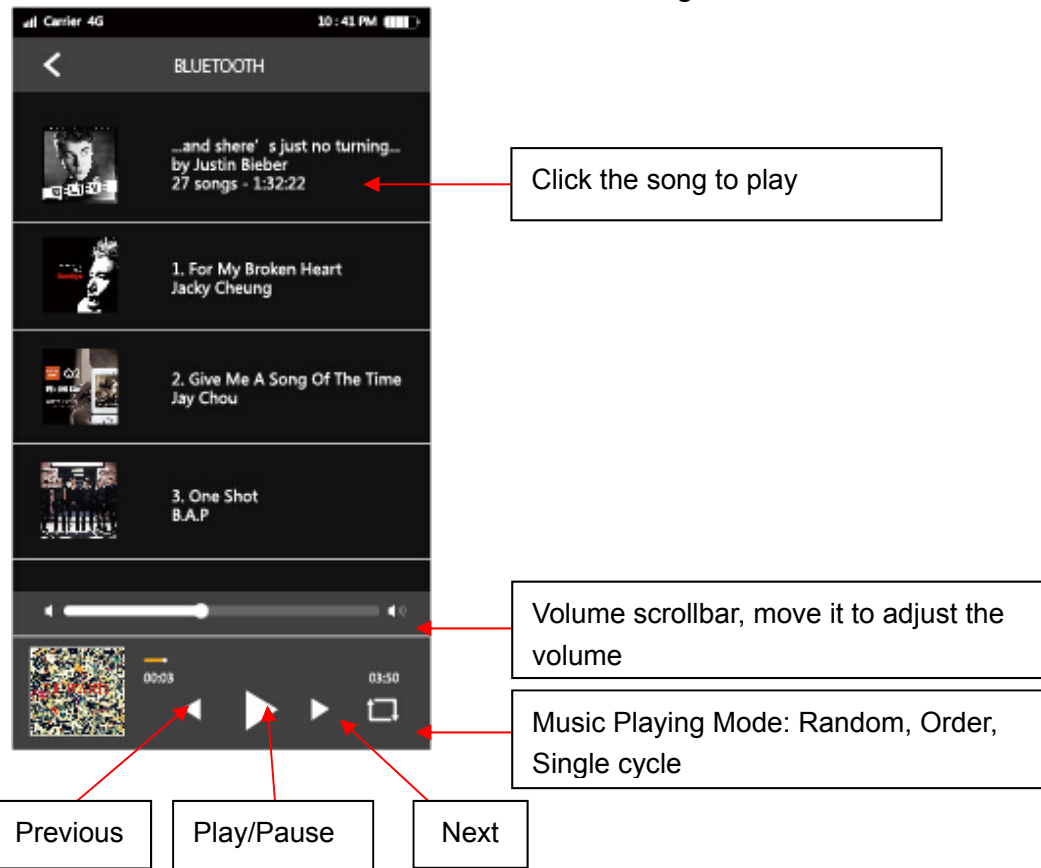 Carrier 4G
10:41 PM
BLUETOOTH
...and shere's just no turning...
by Justin Bieber
27 songs - 1:32:22
Click the song to play
1. For My Broken Heart
Jacky Cheung
2. Give Me A Song Of The Time
Jay Chou
3. One Shot
B.A.P
Volume scrollbar, move it to adjust the
volume
00:03
03:50
Music Playing Mode: Random, Order,
Single cycle
Previous
Play/Pause
Next